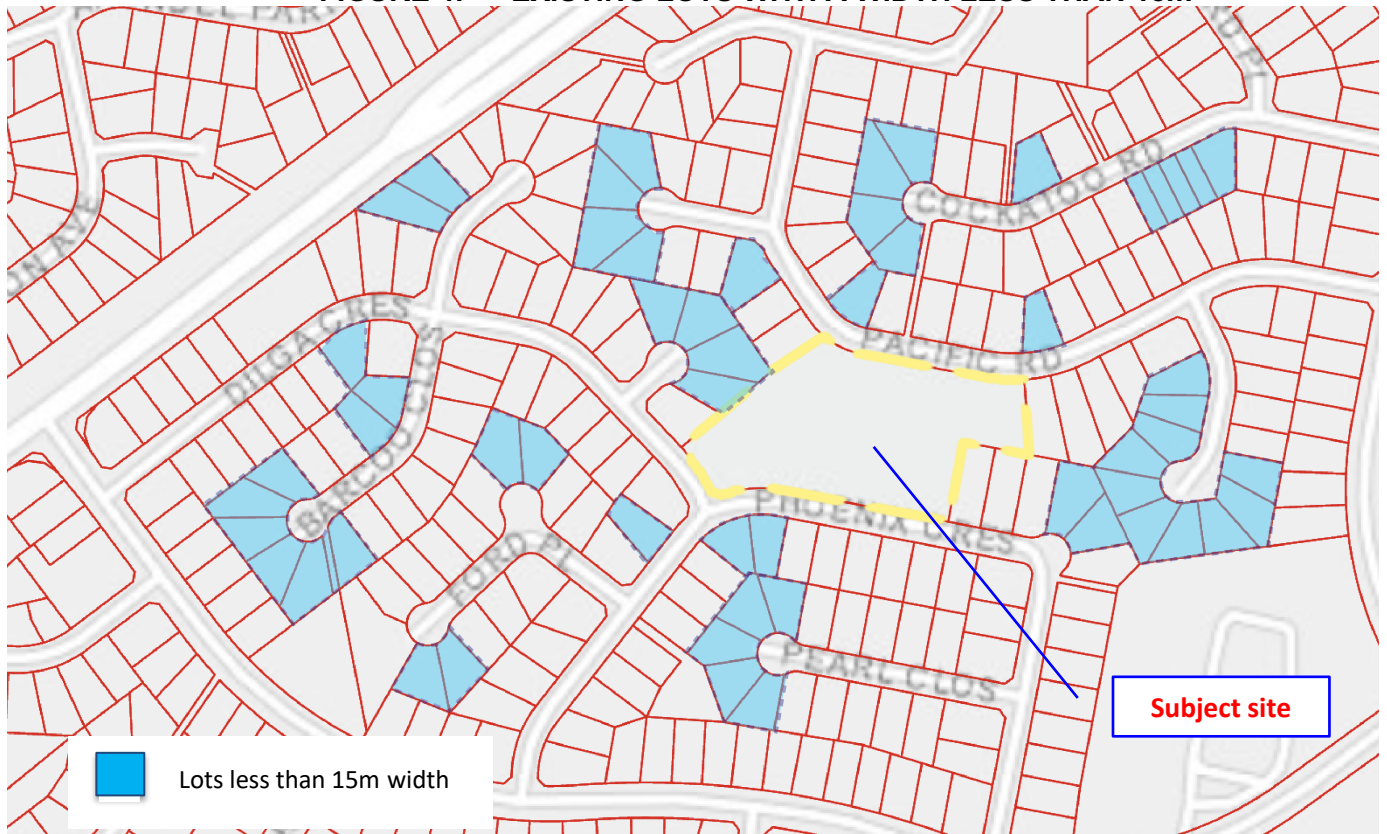 DILGA CRES
BARCOO CLOS
FORD PL
COCKATOO RD
PACIFIC RD
PHOENIX CRES
PEARL CLOS
Subject site
Lots less than 15m width